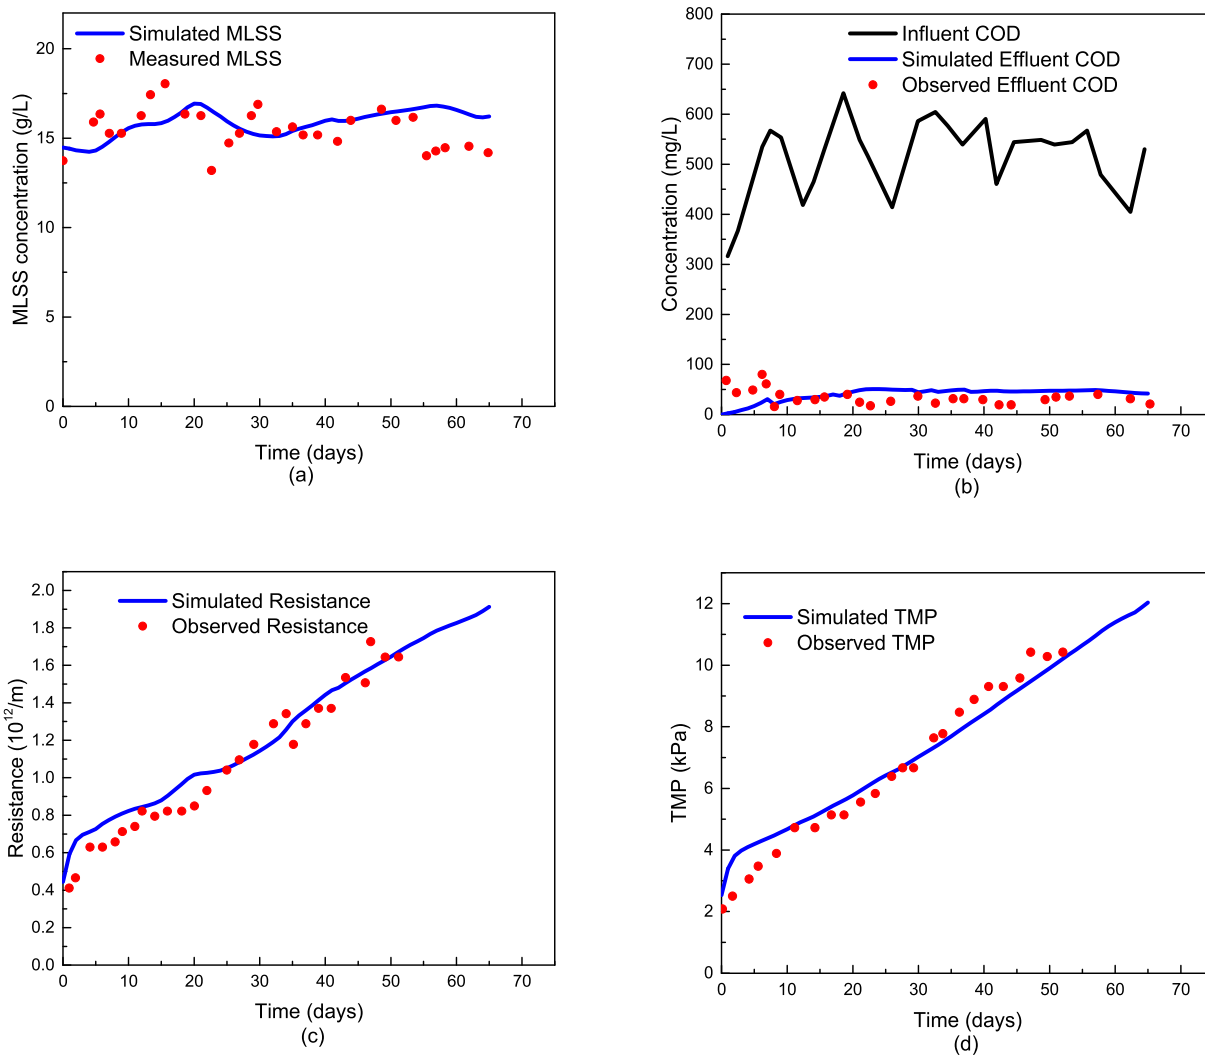 Simulated MLSS
Measured MLSS
20
15
10
5
0
MLSS concentration (g/L)
0 10 20 30 40 50 60 70
Time (days)
(a)
Influent COD
Simulated Effluent COD
Observed Effluent COD
800
700
600
500
400
300
200
100
0
Concentration (mg/L)
0 10 20 30 40 50 60 70
Time (days)
(b)
Simulated Resistance
Observed Resistance
2.0
1.8
1.6
1.4
1.2
1.0
0.8
0.6
0.4
0.2
0.0
Resistance (10¹²/m)
0 10 20 30 40 50 60 70
Time (days)
(c)
Simulated TMP
Observed TMP
12
10
8
6
4
2
0
TMP (kPa)
0 10 20 30 40 50 60 70
Time (days)
(d)